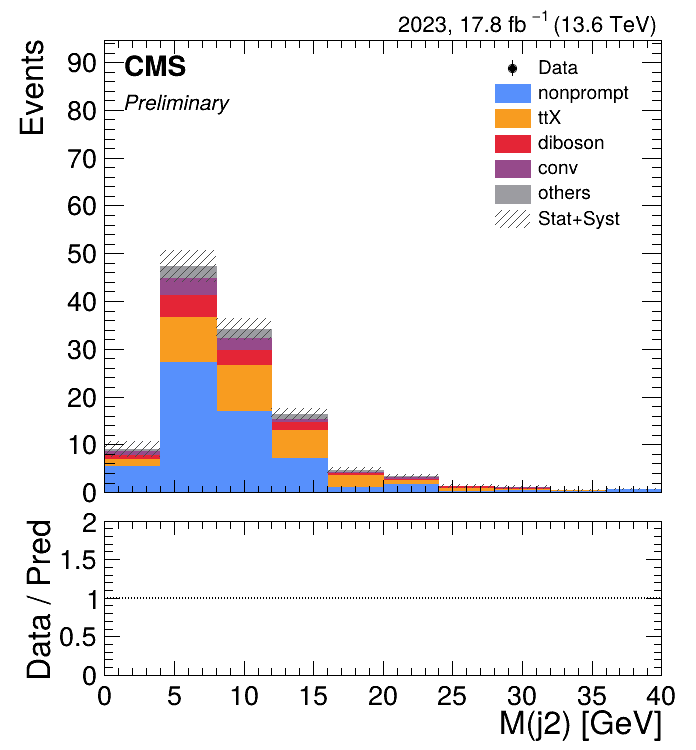 2023, 17.8 fb⁻¹ (13.6 TeV)
CMS
Preliminary
Events
90
80
70
60
50
40
30
20
10
0
Data
nonprompt
ttX
diboson
conv
others
Stat+Syst
Data / Pred
2
1.5
1
0.5
0
0 5 10 15 20 25 30 35 40
M(j2) [GeV]